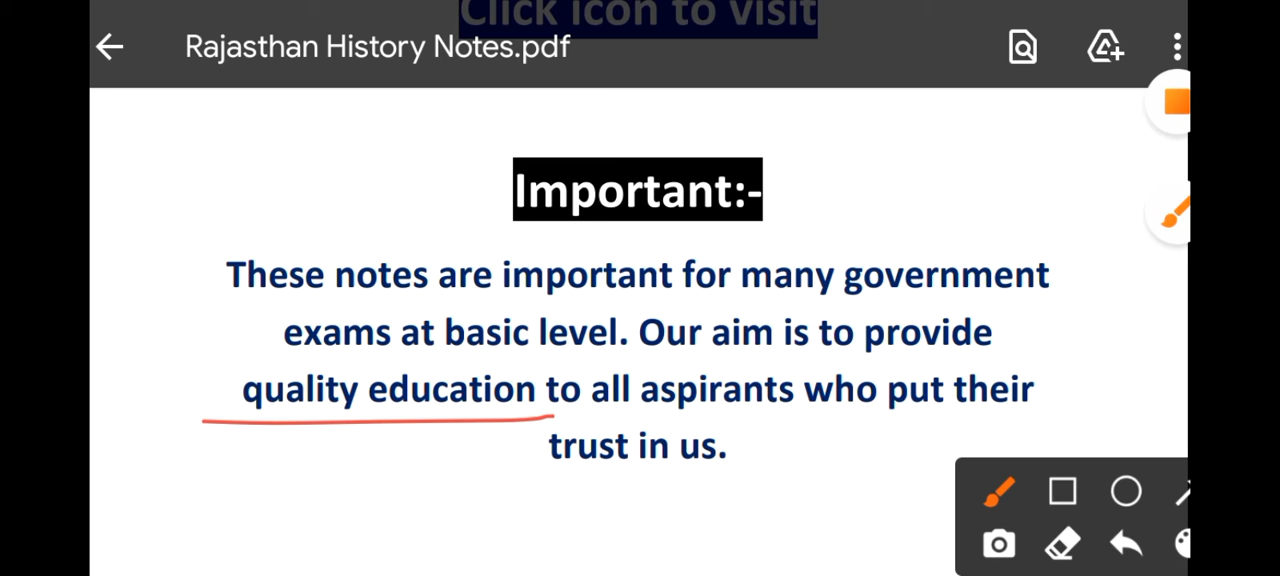 Click icon to visit
Rajasthan History Notes.pdf
Important:-
These notes are important for many government
exams at basic level. Our aim is to provide
quality education to all aspirants who put their
trust in us.